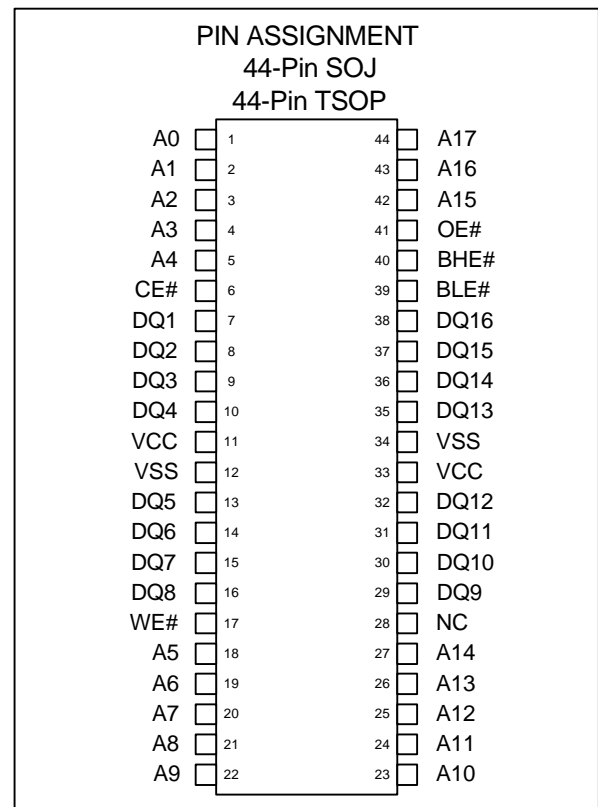 PIN ASSIGNMENT
44-Pin SOJ
44-Pin TSOP
A0 1 44 A17
A1 2 43 A16
A2 3 42 A15
A3 4 41 OE#
A4 5 40 BHE#
CE# 6 39 BLE#
DQ1 7 38 DQ16
DQ2 8 37 DQ15
DQ3 9 36 DQ14
DQ4 10 35 DQ13
VCC 11 34 VSS
VSS 12 33 VCC
DQ5 13 32 DQ12
DQ6 14 31 DQ11
DQ7 15 30 DQ10
DQ8 16 29 DQ9
WE# 17 28 NC
A5 18 27 A14
A6 19 26 A13
A7 20 25 A12
A8 21 24 A11
A9 22 23 A10